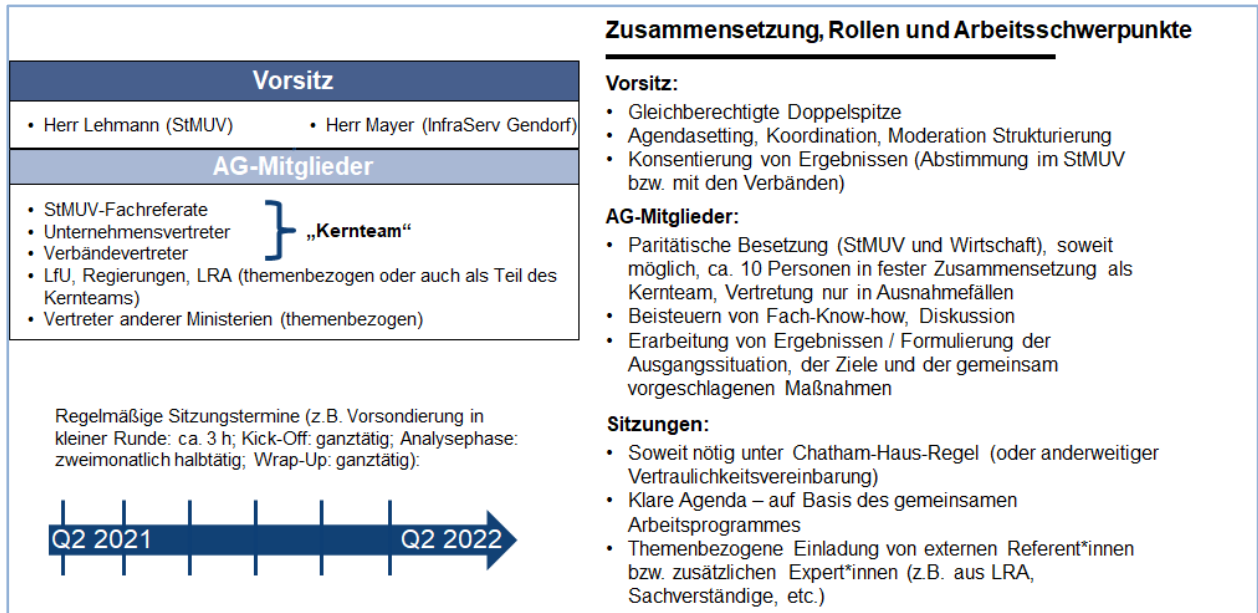 Vorsitz
• Herr Lehmann (StMUV)
• Herr Mayer (InfraServ Gendorf)
AG-Mitglieder
• StMUV-Fachreferate
• Unternehmensvertreter
• Verbändevertreter
„Kernteam“
• LfU, Regierungen, LRA (themenbezogen oder auch als Teil des
Kernteams)
• Vertreter anderer Ministerien (themenbezogen)
Regelmäßige Sitzungstermine (z.B. Vorsondierung in
kleiner Runde: ca. 3 h; Kick-Off: ganztätig; Analysephase:
zweimonatlich halbtätig; Wrap-Up: ganztätig):
Q2 2021
Q2 2022
Zusammensetzung, Rollen und Arbeitsschwerpunkte
Vorsitz:
• Gleichberechtigte Doppelspitze
• Agendasetting, Koordination, Moderation Strukturierung
• Konsentierung von Ergebnissen (Abstimmung im StMUV
bzw. mit den Verbänden)
AG-Mitglieder:
• Paritätische Besetzung (StMUV und Wirtschaft), soweit
möglich, ca. 10 Personen in fester Zusammensetzung als
Kernteam, Vertretung nur in Ausnahmefällen
• Beisteuern von Fach-Know-how, Diskussion
• Erarbeitung von Ergebnissen / Formulierung der
Ausgangssituation, der Ziele und der gemeinsam
vorgeschlagenen Maßnahmen
Sitzungen:
• Soweit nötig unter Chatham-Haus-Regel (oder anderweitiger
Vertraulichkeitsvereinbarung)
• Klare Agenda – auf Basis des gemeinsamen
Arbeitsprogrammes
• Themenbezogene Einladung von externen Referent*innen
bzw. zusätzlichen Expert*innen (z.B. aus LRA,
Sachverständige, etc.)